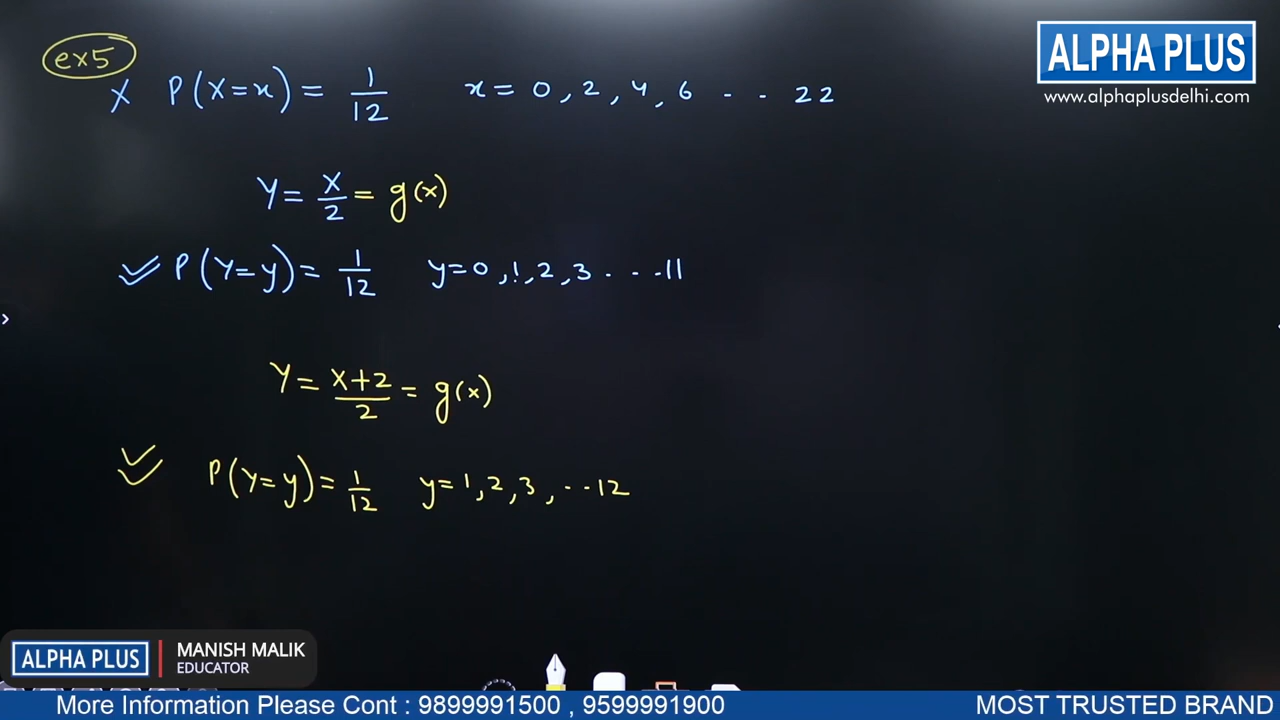 ex5
ALPHA PLUS
www.alphaplusdelhi.com
X P(X=x) = 1/12 x = 0, 2, 4, 6 - - 22
Y = X/2 = g(x)
P(Y=y) = 1/12 y=0, 1, 2, 3 - - - 11
Y = X+2/2 = g(x)
P(Y=y) = 1/12 y=1, 2, 3, - - 12
ALPHA PLUS
MANISH MALIK
EDUCATOR
More Information Please Cont : 9899991500 , 9599991900
MOST TRUSTED BRAND